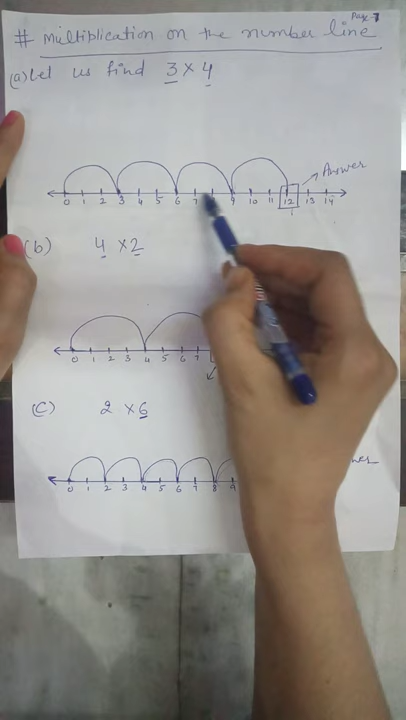 Page 1
# Multiplication on the number line
(a) Let us find 3 × 4
Answer
0 1 2 3 4 5 6 7 9 10 11 12 13 14
(b) 4 × 2
0 1 2 3 4 5 6 7
(c) 2 × 6
0 1 2 3 4 5 6 7 8 9